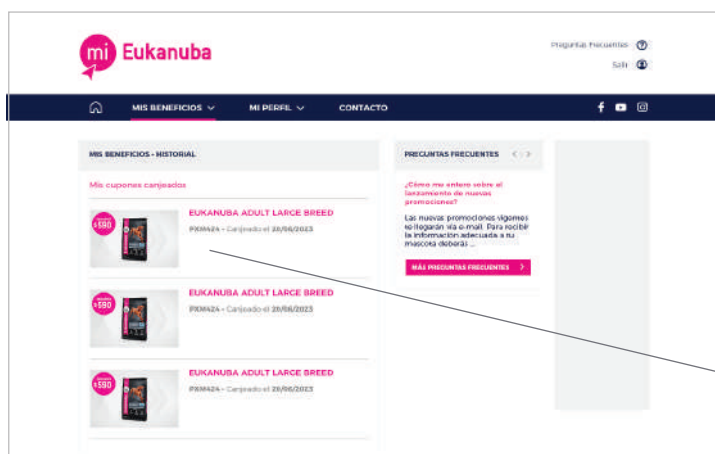 mi Eukanuba
Preguntas Frecuentes
Salir
MIS BENEFICIOS
MI PERFIL
CONTACTO
MIS BENEFICIOS - HISTORIAL
Mis cupones canjeados
$590
EUKANUBA ADULT LARGE BREED
PXM424 - Canjeado el 20/06/2023
$590
EUKANUBA ADULT LARGE BREED
PXM424 - Canjeado el 20/06/2023
$590
EUKANUBA ADULT LARGE BREED
PXM424 - Canjeado el 20/06/2023
PREGUNTAS FRECUENTES
¿Cómo me entero sobre el
lanzamiento de nuevas
promociones?
Las nuevas promociones vigentes
te llegarán vía e-mail. Para recibir
la información adecuada a tu
mascota deberás ...
MÁS PREGUNTAS FRECUENTES